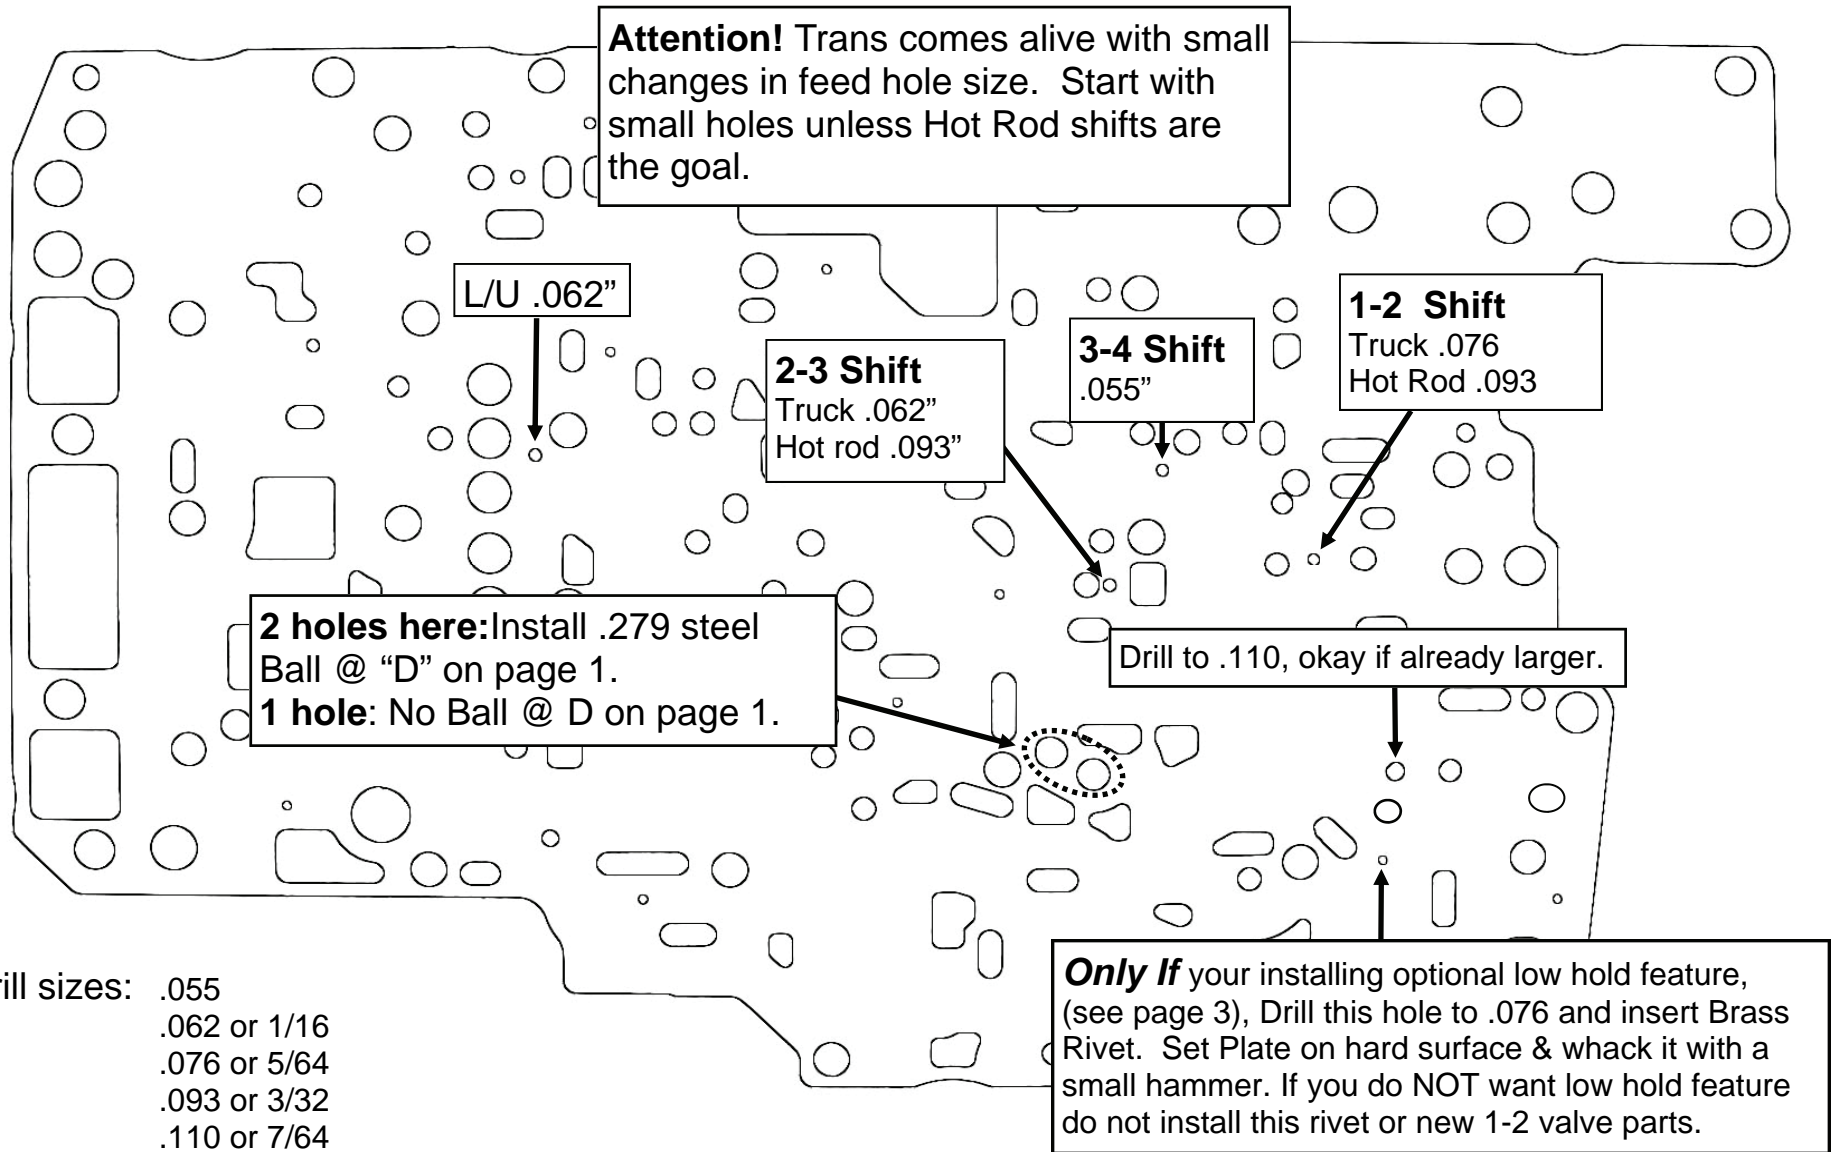 Attention! Trans comes alive with small
changes in feed hole size. Start with
small holes unless Hot Rod shifts are
the goal.
L/U .062”
2-3 Shift
Truck .062”
Hot rod .093”
3-4 Shift
.055”
1-2 Shift
Truck .076
Hot Rod .093
2 holes here:Install .279 steel
Ball @ “D” on page 1.
1 hole: No Ball @ D on page 1.
Drill to .110, okay if already larger.
Only If your installing optional low hold feature,
(see page 3), Drill this hole to .076 and insert Brass
Rivet. Set Plate on hard surface & whack it with a
small hammer. If you do NOT want low hold feature
do not install this rivet or new 1-2 valve parts.
ill sizes: .055
.062 or 1/16
.076 or 5/64
.093 or 3/32
.110 or 7/64